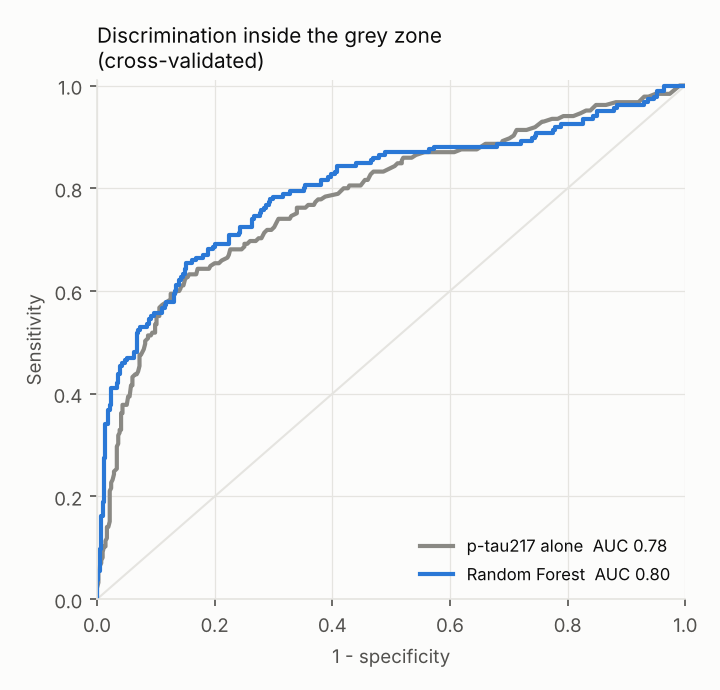 Discrimination inside the grey zone
(cross-validated)
1.0
0.8
0.6
0.4
0.2
0.0
Sensitivity
p-tau217 alone AUC 0.78
Random Forest AUC 0.80
0.0 0.2 0.4 0.6 0.8 1.0
1 - specificity